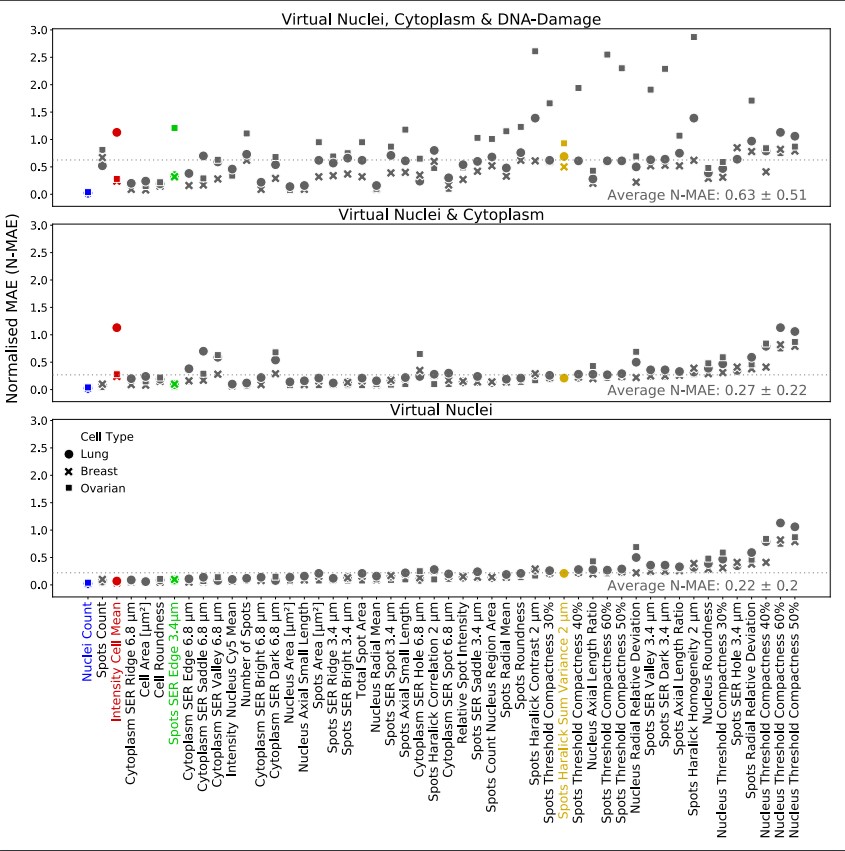 Virtual Nuclei, Cytoplasm & DNA-Damage
3.0
2.5
2.0
1.5
1.0
0.5
0.0
Average N-MAE: 0.63 ± 0.51
Virtual Nuclei & Cytoplasm
Normalised MAE (N-MAE)
3.0
2.5
2.0
1.5
1.0
0.5
0.0
Average N-MAE: 0.27 ± 0.22
Virtual Nuclei
3.0
2.5
2.0
1.5
1.0
0.5
0.0
Cell Type
Lung
Breast
Ovarian
Average N-MAE: 0.22 ± 0.2
Nuclei Count
Spots Count
Intensity Cell Mean
Cytoplasm SER Ridge 6.8 µm
Cell Area [µm²]
Cell Roundness
Spots SER Edge 3.4µm
Cytoplasm SER Edge 6.8 µm
Cytoplasm SER Saddle 6.8 µm
Cytoplasm SER Valley 6.8 µm
Intensity Nucleus Cy5 Mean
Number of Spots
Cytoplasm SER Bright 6.8 µm
Cytoplasm SER Dark 6.8 µm
Nucleus Area [µm²]
Nucleus Axial Small Length
Spots Area [µm²]
Spots SER Ridge 3.4 µm
Spots SER Bright 3.4 µm
Total Spot Area
Nucleus Radial Mean
Spots SER Spot 3.4 µm
Spots Axial Small Length
Cytoplasm SER Hole 6.8 µm
Spots Haralick Correlation 2 µm
Cytoplasm SER Spot 6.8 µm
Relative Spot Intensity
Spots SER Saddle 3.4 µm
Spots Count Nucleus Region Area
Spots Radial Mean
Spots Roundness
Spots Haralick Contrast 2 µm
Spots Threshold Compactness 30%
Spots Haralick Sum Variance 2 µm
Spots Threshold Compactness 40%
Nucleus Axial Length Ratio
Spots Threshold Compactness 60%
Spots Threshold Compactness 50%
Nucleus Radial Relative Deviation
Spots SER Valley 3.4 µm
Spots SER Dark 3.4 µm
Spots Axial Length Ratio
Spots Haralick Homogeneity 2 µm
Nucleus Roundness
Nucleus Threshold Compactness 30%
Spots SER Hole 3.4 µm
Spots Radial Relative Deviation
Nucleus Threshold Compactness 40%
Nucleus Threshold Compactness 60%
Nucleus Threshold Compactness 50%